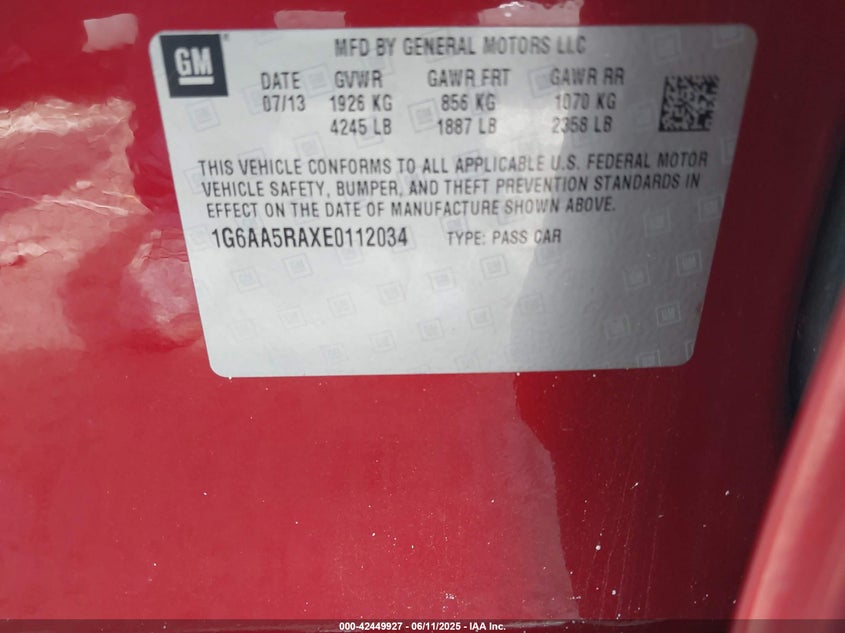 GM
MFD BY GENERAL MOTORS LLC
DATE GVWR GAWR FRT GAWR RR
07/13 1926 KG 856 KG 1070 KG
4245 LB 1887 LB 2358 LB
THIS VEHICLE CONFORMS TO ALL APPLICABLE U.S. FEDERAL MOTOR
VEHICLE SAFETY, BUMPER, AND THEFT PREVENTION STANDARDS IN
EFFECT ON THE DATE OF MANUFACTURE SHOWN ABOVE.
1G6AA5RAXE0112034 TYPE: PASS CAR
000-42449927 - 06/11/2025 - IAA Inc.